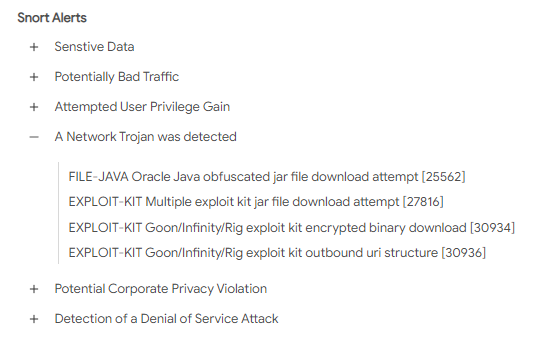 Snort Alerts
+ Senstive Data
+ Potentially Bad Traffic
+ Attempted User Privilege Gain
− A Network Trojan was detected
FILE-JAVA Oracle Java obfuscated jar file download attempt [25562]
EXPLOIT-KIT Multiple exploit kit jar file download attempt [27816]
EXPLOIT-KIT Goon/Infinity/Rig exploit kit encrypted binary download [30934]
EXPLOIT-KIT Goon/Infinity/Rig exploit kit outbound uri structure [30936]
+ Potential Corporate Privacy Violation
+ Detection of a Denial of Service Attack